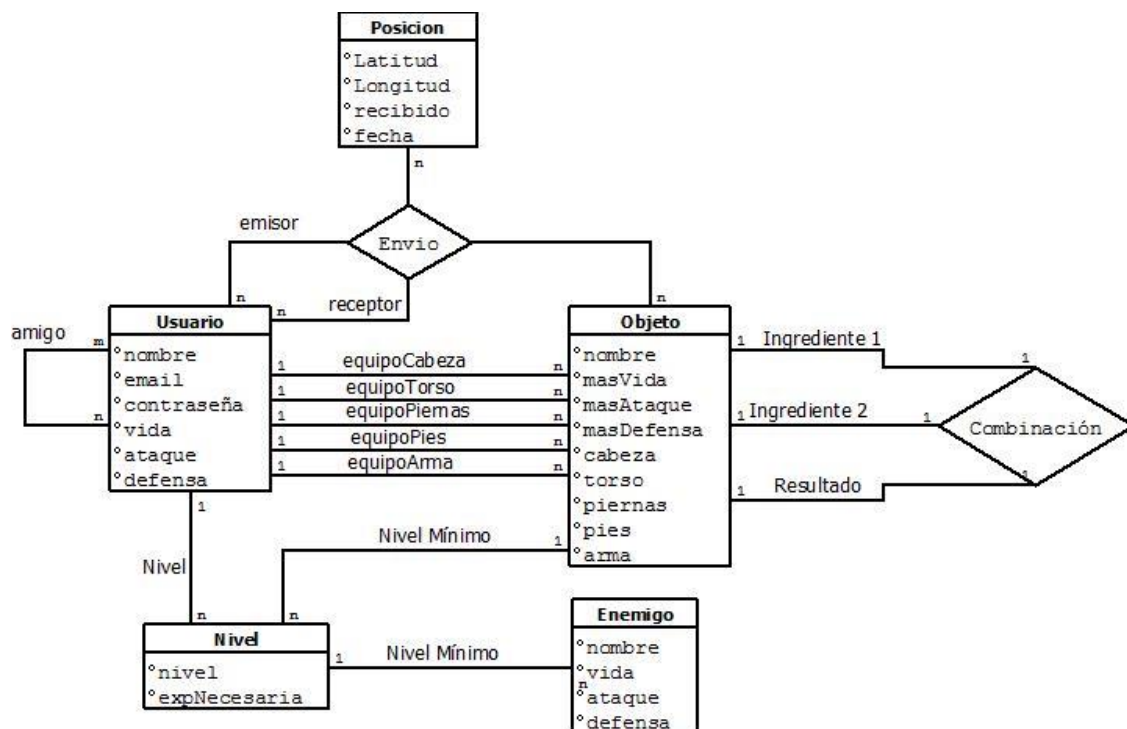 Posicion
Latitud
Longitud
recibido
fecha
n
emisor
Envio
n
n
receptor
n
amigo
Usuario
m
nombre
email
contraseña
n
vida
ataque
defensa
1
equipoCabeza
n
1
equipoTorso
n
1
equipoPiernas
n
1
equipoPies
n
1
equipoArma
n
Objeto
nombre
masVida
masAtaque
masDefensa
cabeza
torso
piernas
pies
arma
1
Ingrediente 1
1
1
Ingrediente 2
1
Combinación
1
Resultado
1
1
Nivel
n
Nivel Mínimo
1
n
Nivel
nivel
expNecesaria
1
Nivel Mínimo
n
Enemigo
nombre
vida
ataque
defensa